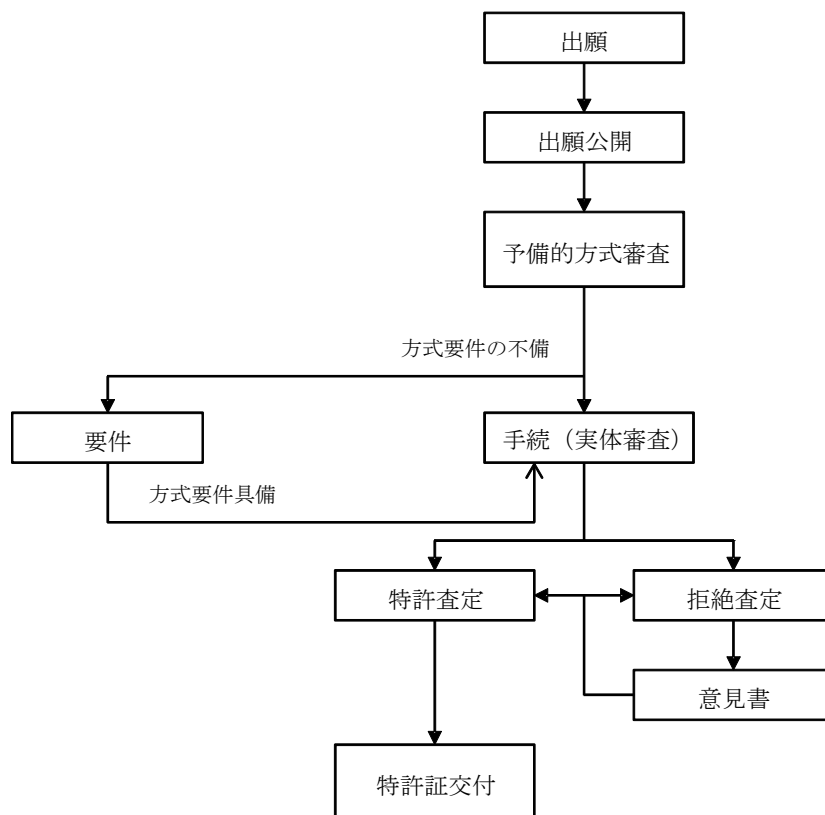 出願
出願公開
予備的方式審査
方式要件の不備
要件
手続（実体審査）
方式要件具備
特許査定
拒絶査定
意見書
特許証交付